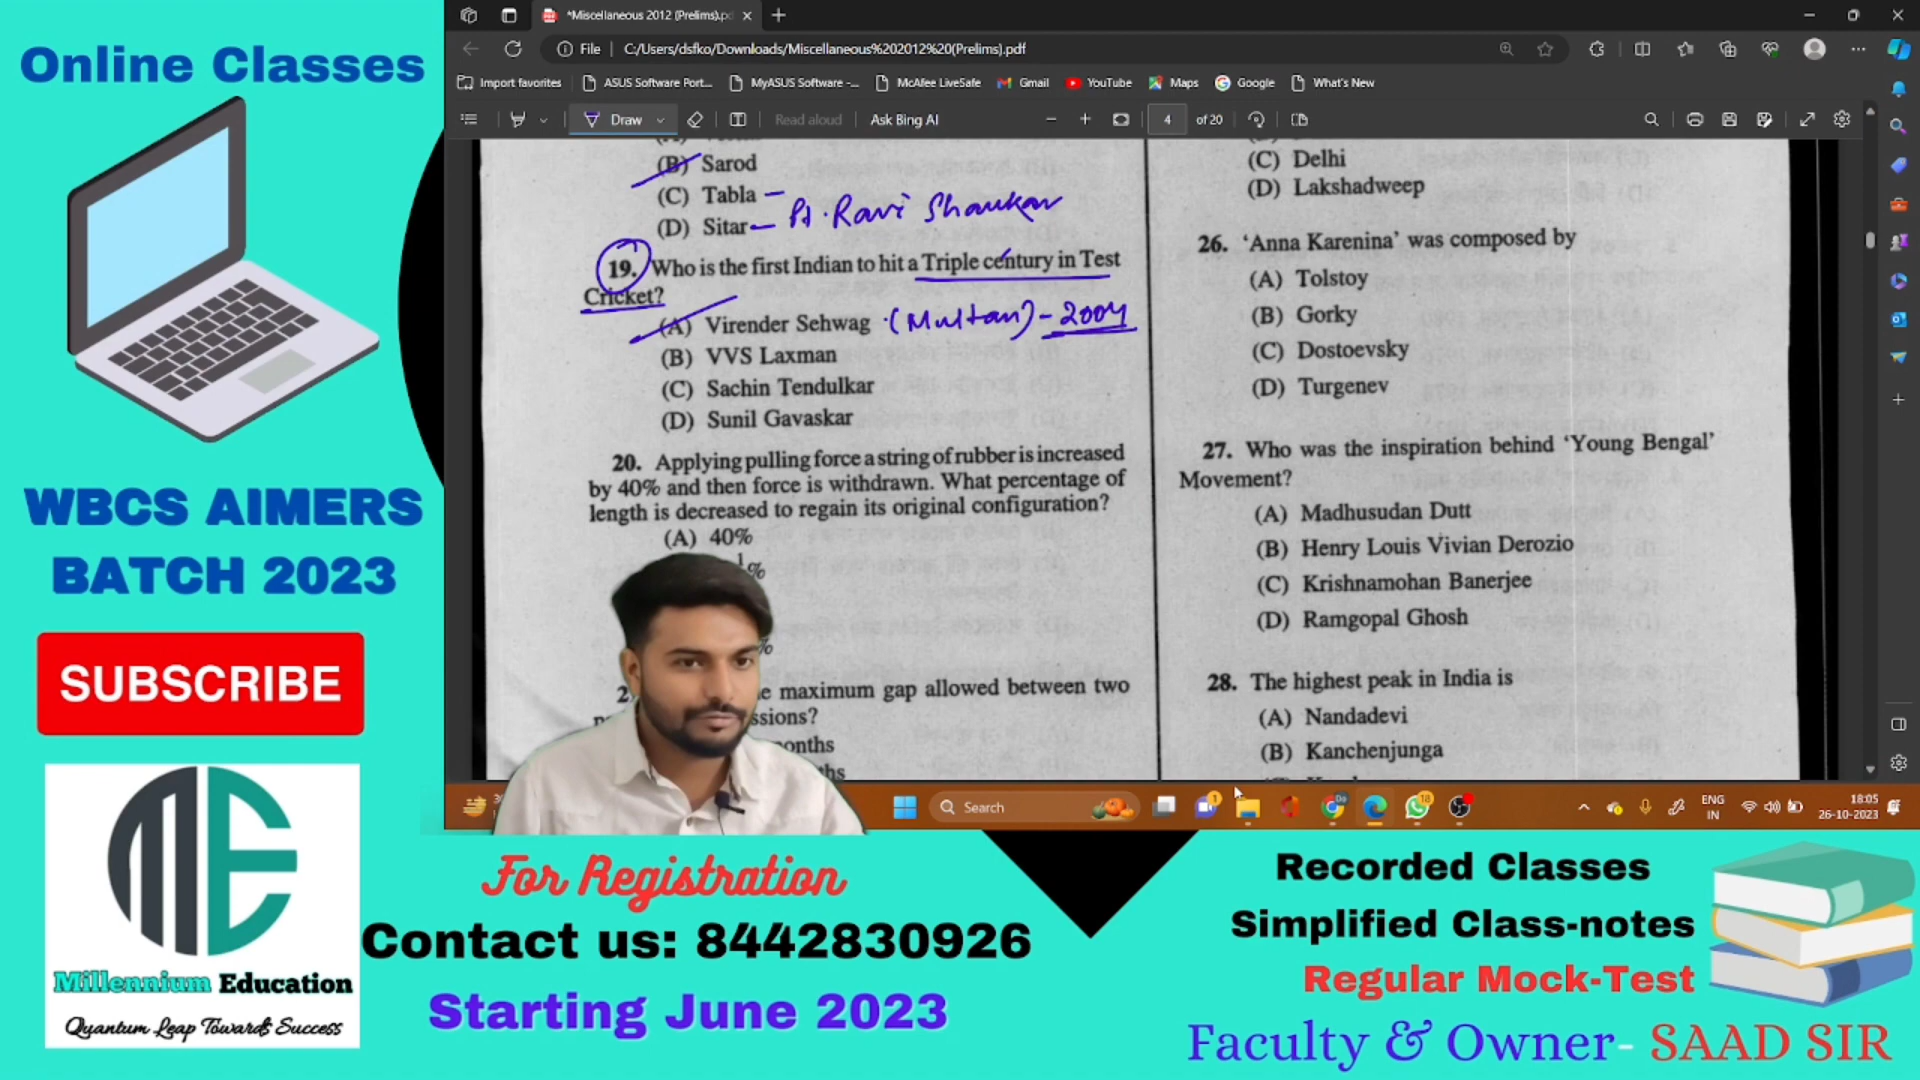 Online Classes
WBCS AIMERS
BATCH 2023
SUBSCRIBE
ME
Millennium Education
Quantum Leap Towards Success
*Miscellaneous 2012 (Prelims).pd
File
C:/Users/dsfko/Downloads/Miscellaneous%202012%20(Prelims).pdf
Import favorites
ASUS Software Port...
MyASUS Software -...
McAfee LiveSafe
Gmail
YouTube
Maps
Google
What's New
Draw
Read aloud
Ask Bing AI
4
of 20
(B) Sarod
(C) Tabla -
(D) Sitar - Pt. Ravi Shankar
19. Who is the first Indian to hit a Triple century in Test
Cricket?
(A) Virender Sehwag (Multan) - 2004
(B) VVS Laxman
(C) Sachin Tendulkar
(D) Sunil Gavaskar
20. Applying pulling force a string of rubber is increased
by 40% and then force is withdrawn. What percentage of
length is decreased to regain its original configuration?
(A) 40%
maximum gap allowed between two
(C) Delhi
(D) Lakshadweep
26. 'Anna Karenina' was composed by
(A) Tolstoy
(B) Gorky
(C) Dostoevsky
(D) Turgenev
27. Who was the inspiration behind 'Young Bengal'
Movement?
(A) Madhusudan Dutt
(B) Henry Louis Vivian Derozio
(C) Krishnamohan Banerjee
(D) Ramgopal Ghosh
28. The highest peak in India is
(A) Nandadevi
(B) Kanchenjunga
Search
ENG
IN
18:05
26-10-2023
For Registration
Contact us: 8442830926
Starting June 2023
Recorded Classes
Simplified Class-notes
Regular Mock-Test
Faculty & Owner- SAAD SIR